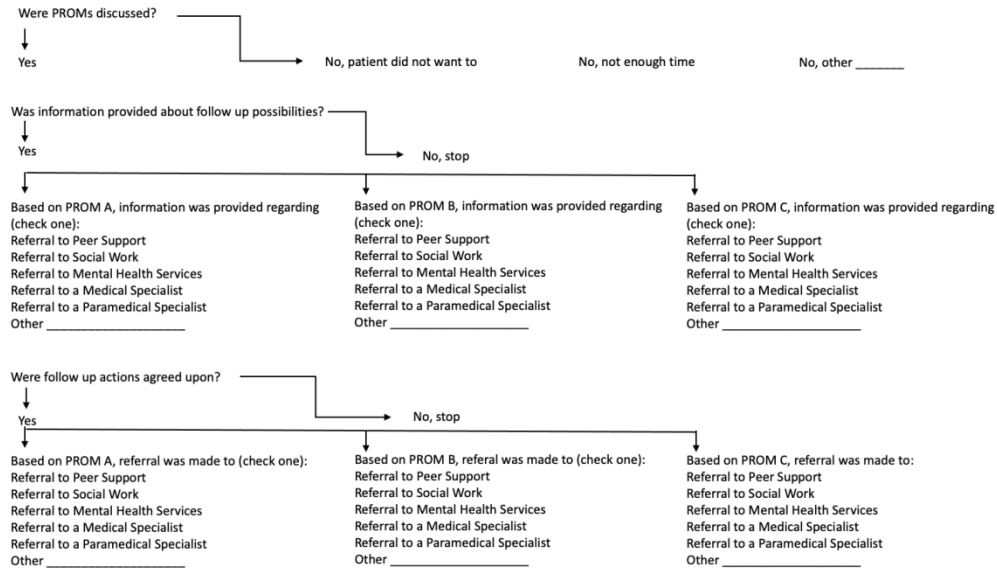 Were PROMs discussed?
Yes
No, patient did not want to
No, not enough time
No, other _______
Was information provided about follow up possibilities?
Yes
No, stop
Based on PROM A, information was provided regarding
(check one):
Referral to Peer Support
Referral to Social Work
Referral to Mental Health Services
Referral to a Medical Specialist
Referral to a Paramedical Specialist
Other ____________________
Based on PROM B, information was provided regarding
(check one):
Referral to Peer Support
Referral to Social Work
Referral to Mental Health Services
Referral to a Medical Specialist
Referral to a Paramedical Specialist
Other ____________________
Based on PROM C, information was provided regarding
(check one):
Referral to Peer Support
Referral to Social Work
Referral to Mental Health Services
Referral to a Medical Specialist
Referral to a Paramedical Specialist
Other ____________________
Were follow up actions agreed upon?
Yes
No, stop
Based on PROM A, referral was made to (check one):
Referral to Peer Support
Referral to Social Work
Referral to Mental Health Services
Referral to a Medical Specialist
Referral to a Paramedical Specialist
Other ____________________
Based on PROM B, referal was made to (check one):
Referral to Peer Support
Referral to Social Work
Referral to Mental Health Services
Referral to a Medical Specialist
Referral to a Paramedical Specialist
Other ____________________
Based on PROM C, referral was made to:
Referral to Peer Support
Referral to Social Work
Referral to Mental Health Services
Referral to a Medical Specialist
Referral to a Paramedical Specialist
Other ____________________